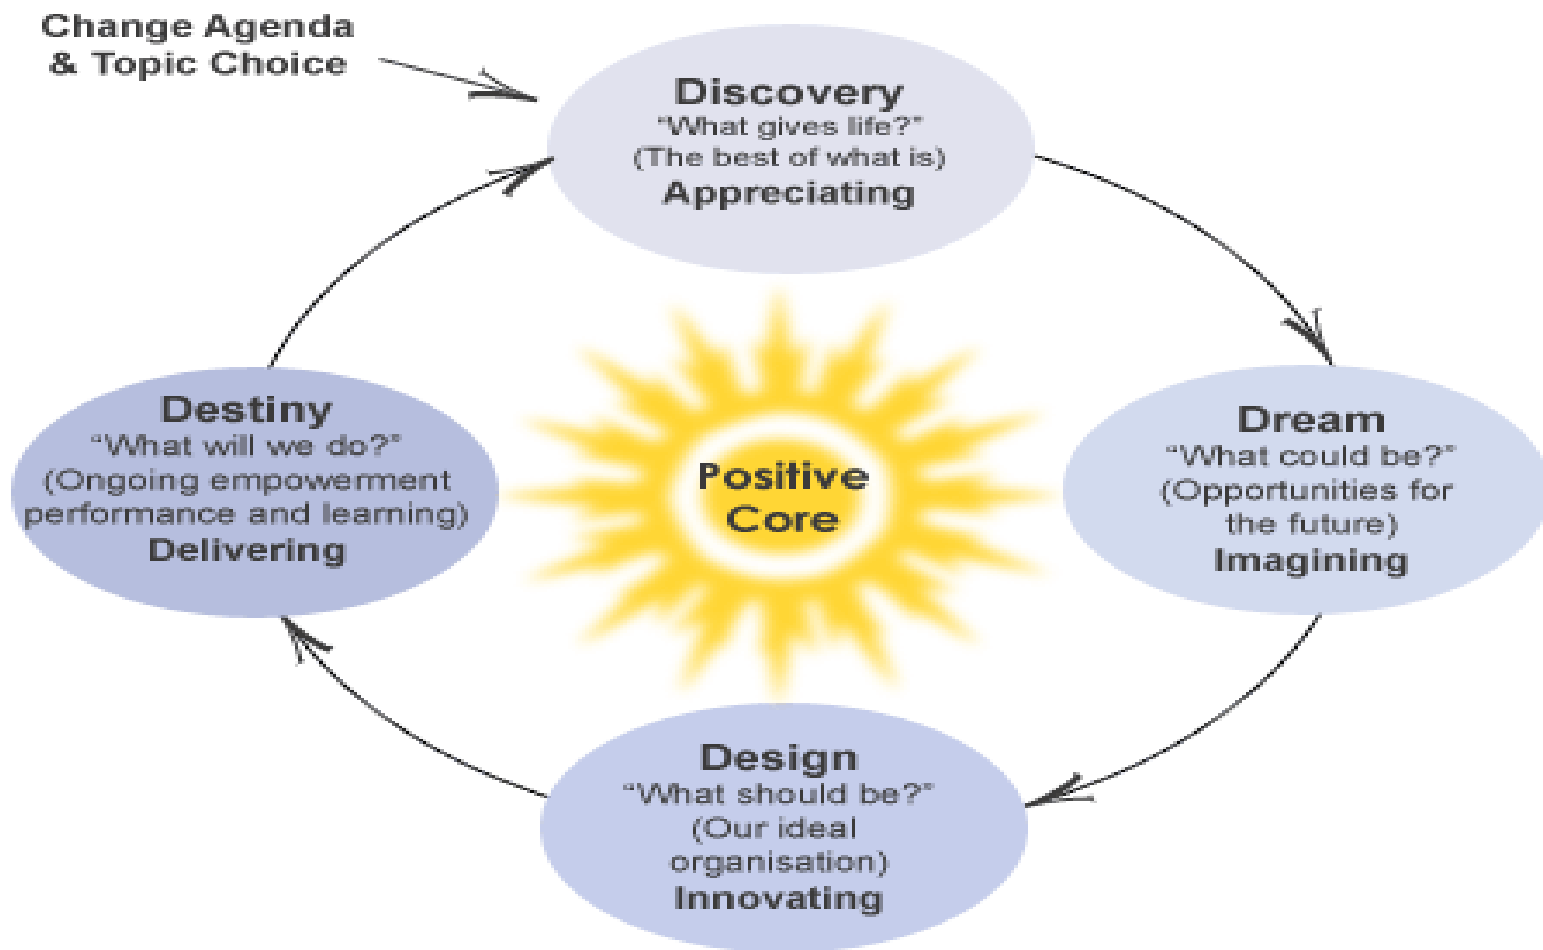 Change Agenda
& Topic Choice
Discovery
“What gives life?”
(The best of what is)
Appreciating
Dream
“What could be?”
(Opportunities for
the future)
Imagining
Design
“What should be?”
(Our ideal
organisation)
Innovating
Destiny
“What will we do?”
(Ongoing empowerment
performance and learning)
Delivering
Positive
Core